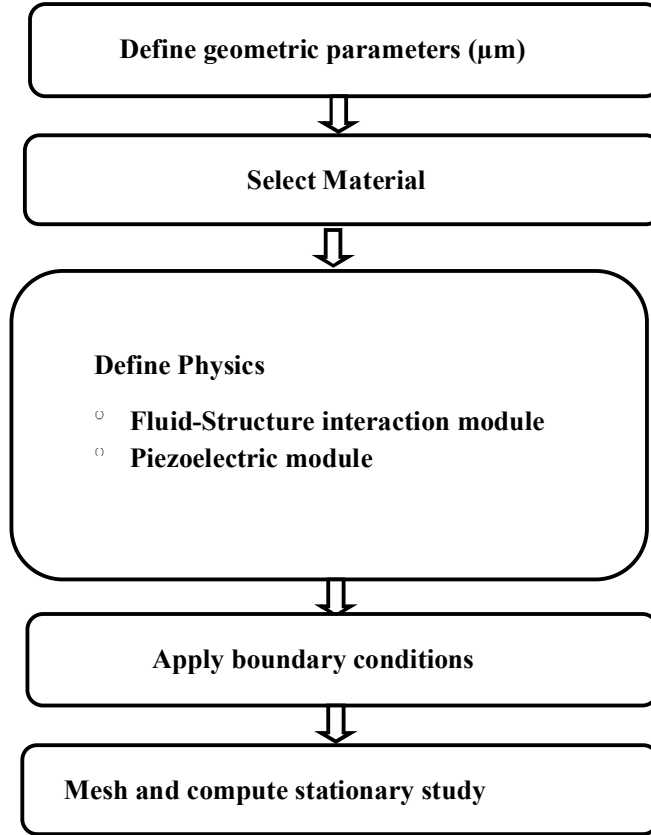 Define geometric parameters (µm)
Select Material
Define Physics
Fluid-Structure interaction module
Piezoelectric module
Apply boundary conditions
Mesh and compute stationary study